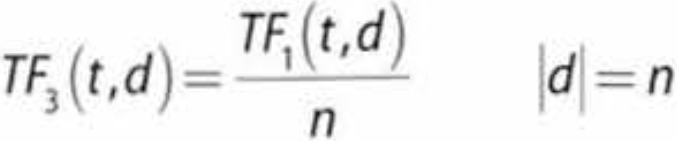 TF₃(t,d) = TF₁(t,d) / n    |d| = n